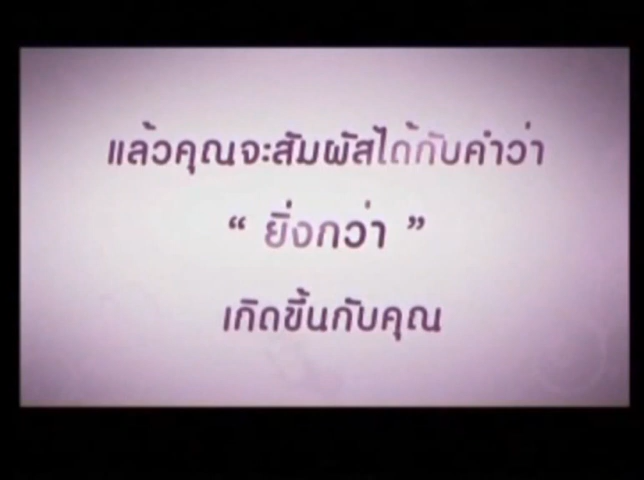 แล้วคุณจะสัมผัสได้กับคำว่า
“ ยิ่งกว่า ”
เกิดขึ้นกับคุณ